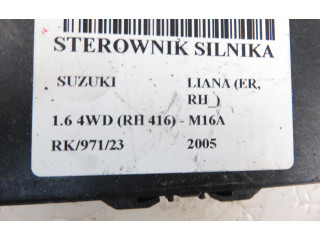 STEROWNIK SILNIKA
SUZUKI LIANA (ER,
RH_)
1.6 4WD (RH 416) - M16A
RK/971/23 2005